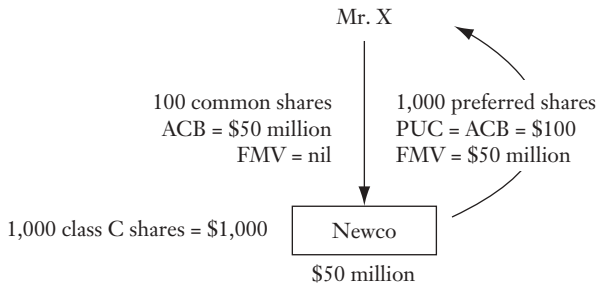 Mr. X
100 common shares
ACB = $50 million
FMV = nil
1,000 preferred shares
PUC = ACB = $100
FMV = $50 million
1,000 class C shares = $1,000
Newco
$50 million